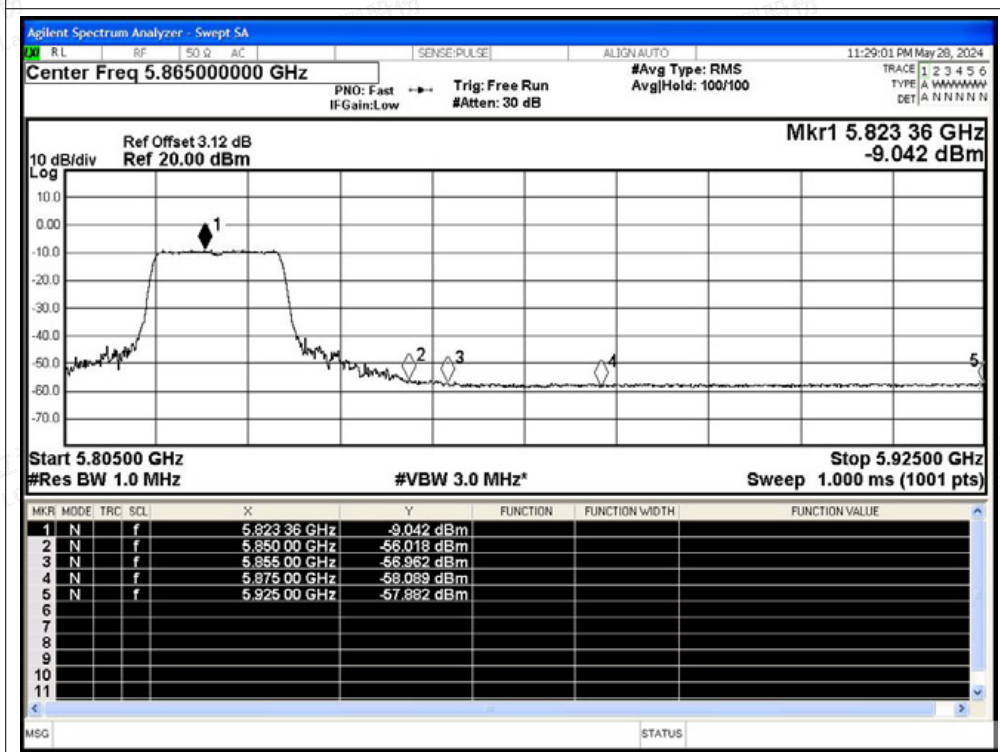 Agilent Spectrum Analyzer - Swept SA
LXI RL RF 50 Ω AC SENSE:PULSE ALIGN AUTO 11:29:01 PM May 28, 2024
Center Freq 5.865000000 GHz
PNO: Fast
IFGain:Low
Trig: Free Run
#Atten: 30 dB
#Avg Type: RMS
Avg|Hold: 100/100
TRACE 1 2 3 4 5 6
TYPE A WWWWW
DET A N N N N N
Mkr1 5.823 36 GHz
-9.042 dBm
Ref Offset 3.12 dB
10 dB/div Ref 20.00 dBm
Log
10.0
0.00
-10.0
-20.0
-30.0
-40.0
-50.0
-60.0
-70.0
1
2
3
4
5
Start 5.80500 GHz Stop 5.92500 GHz
#Res BW 1.0 MHz #VBW 3.0 MHz* Sweep 1.000 ms (1001 pts)
MKR MODE TRC SCL X Y FUNCTION FUNCTION WIDTH FUNCTION VALUE
1 N f 5.823 36 GHz -9.042 dBm
2 N f 5.850 00 GHz -56.018 dBm
3 N f 5.855 00 GHz -56.962 dBm
4 N f 5.875 00 GHz -58.089 dBm
5 N f 5.925 00 GHz -57.882 dBm
6
7
8
9
10
11
MSG STATUS